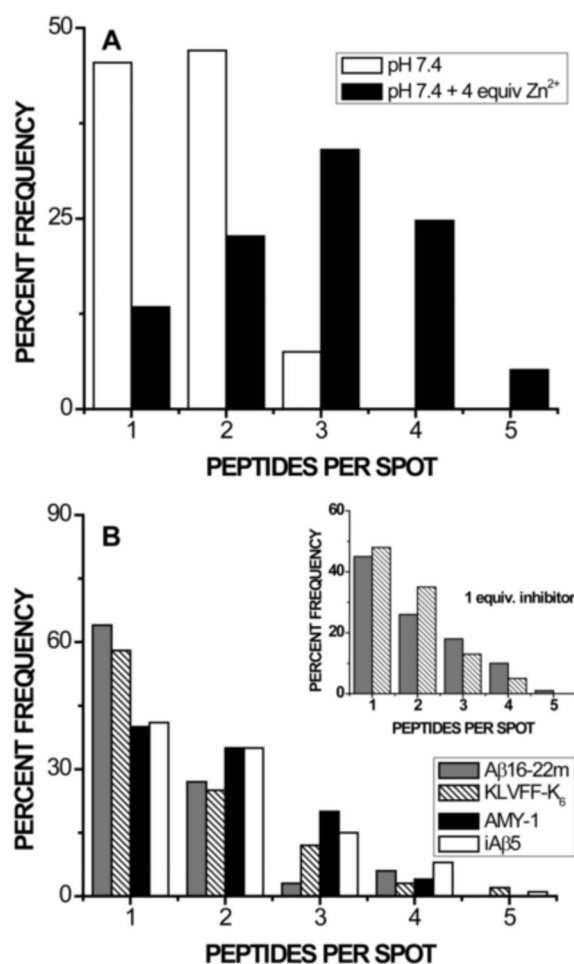 A
PERCENT FREQUENCY
50
25
0
pH 7.4
pH 7.4 + 4 equiv Zn²⁺
1 2 3 4 5
PEPTIDES PER SPOT
B
PERCENT FREQUENCY
90
60
30
0
PERCENT FREQUENCY
60
40
20
0
1 equiv. inhibitor
1 2 3 4 5
PEPTIDES PER SPOT
Aβ16-22m
KLVFF-K₆
AMY-1
iAβ5
1 2 3 4 5
PEPTIDES PER SPOT